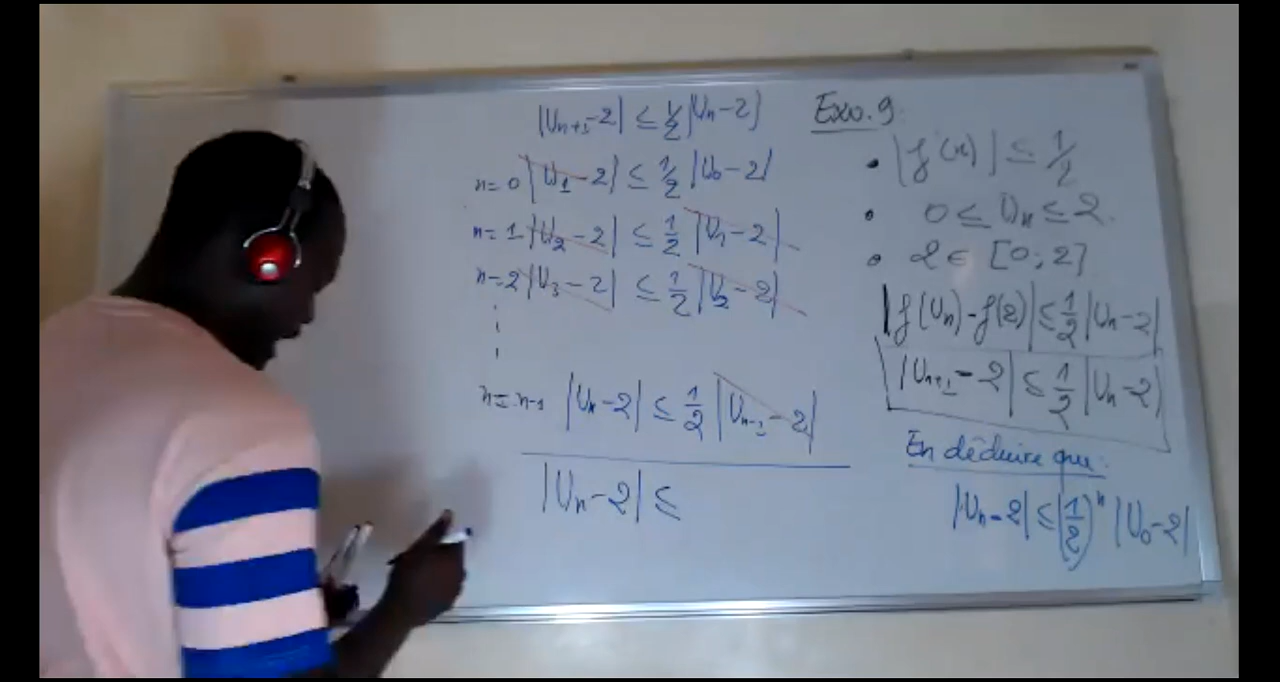 |Uₙ₊₁-2| ≤ 1/2 |Uₙ-2|
n=0 |U₁-2| ≤ 1/2 |U₀-2|
n=1 |U₂-2| ≤ 1/2 |U₁-2|
n=2 |U₃-2| ≤ 1/2 |U₂-2|
n=n-1 |Uₙ-2| ≤ 1/2 |Uₙ₋₁-2|
|Uₙ-2| ≤
Exo.9
• |f'(x)| ≤ 1/2
• 0 ≤ Uₙ ≤ 2
• 2 ∈ [0;2]
|f(Uₙ)-f(2)| ≤ 1/2 |Uₙ-2|
|Uₙ₊₁-2| ≤ 1/2 |Uₙ-2|
En déduire que:
|Uₙ-2| ≤ (1/2)ⁿ |U₀-2|